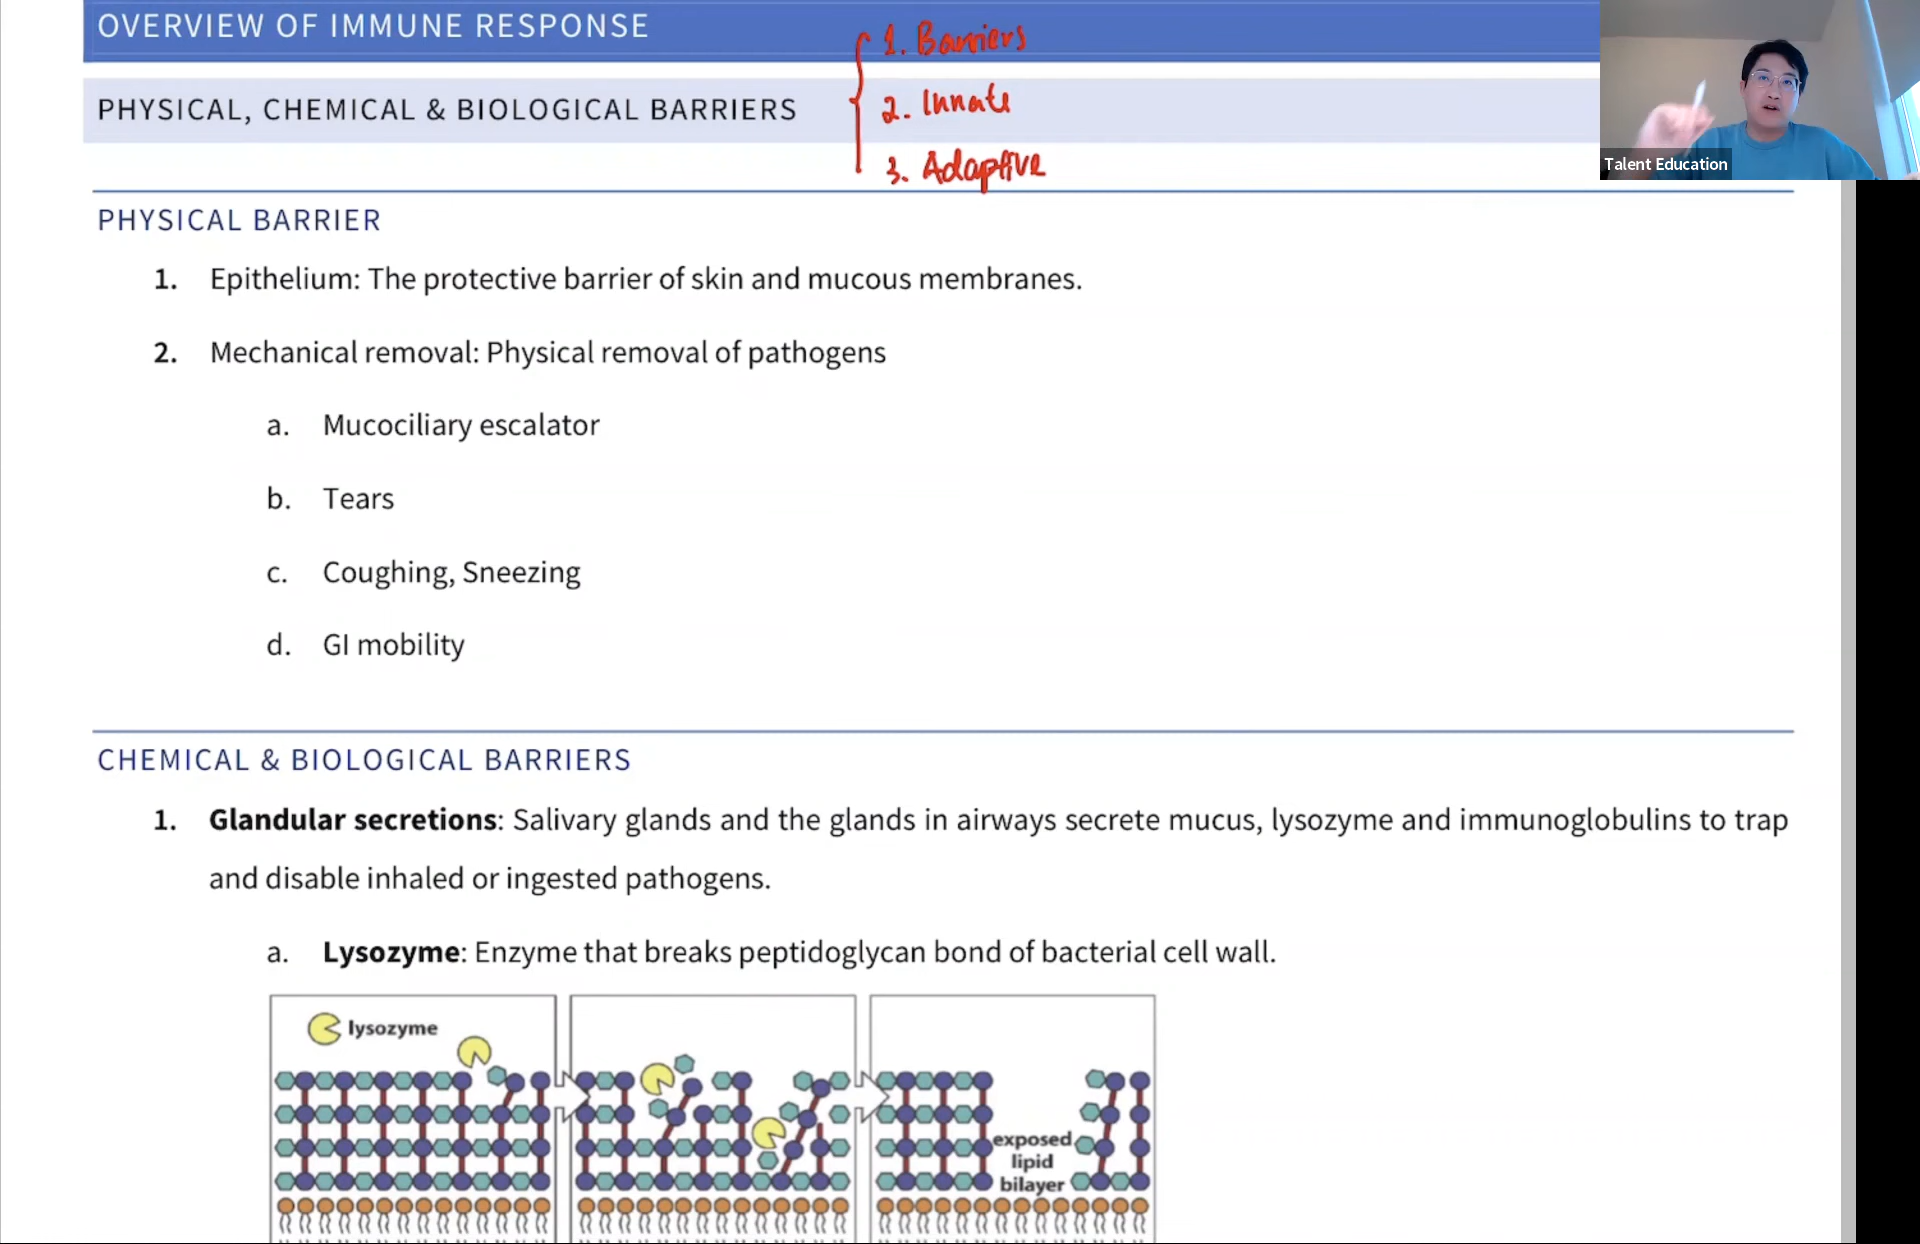 OVERVIEW OF IMMUNE RESPONSE
1. Barriers
PHYSICAL, CHEMICAL & BIOLOGICAL BARRIERS
2. Innate
3. Adaptive
Talent Education
PHYSICAL BARRIER
1. Epithelium: The protective barrier of skin and mucous membranes.
2. Mechanical removal: Physical removal of pathogens
a. Mucociliary escalator
b. Tears
c. Coughing, Sneezing
d. GI mobility
CHEMICAL & BIOLOGICAL BARRIERS
1. Glandular secretions: Salivary glands and the glands in airways secrete mucus, lysozyme and immunoglobulins to trap
and disable inhaled or ingested pathogens.
a. Lysozyme: Enzyme that breaks peptidoglycan bond of bacterial cell wall.
lysozyme
exposed
lipid
bilayer